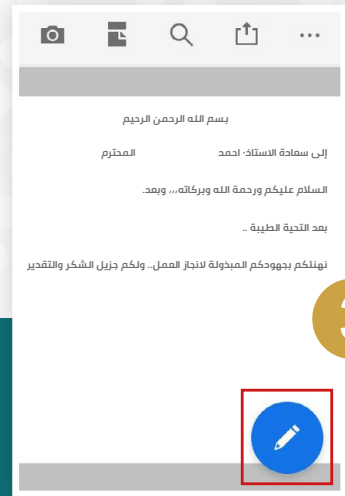 بسم الله الرحمن الرحيم
إلى سعادة الاستاذ- احمد المحترم
السلام عليكم ورحمة الله وبركاته،،، وبعد.
بعد التحية الطيبة ..
نهنئكم بجهودكم المبذولة لانجاز العمل.. ولكم جزيل الشكر والتقدير